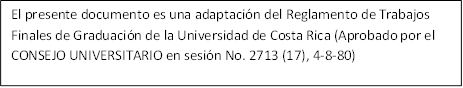 El presente documento es una adaptación del Reglamento de Trabajos
Finales de Graduación de la Universidad de Costa Rica (Aprobado por el
CONSEJO UNIVERSITARIO en sesión No. 2713 (17), 4-8-80)